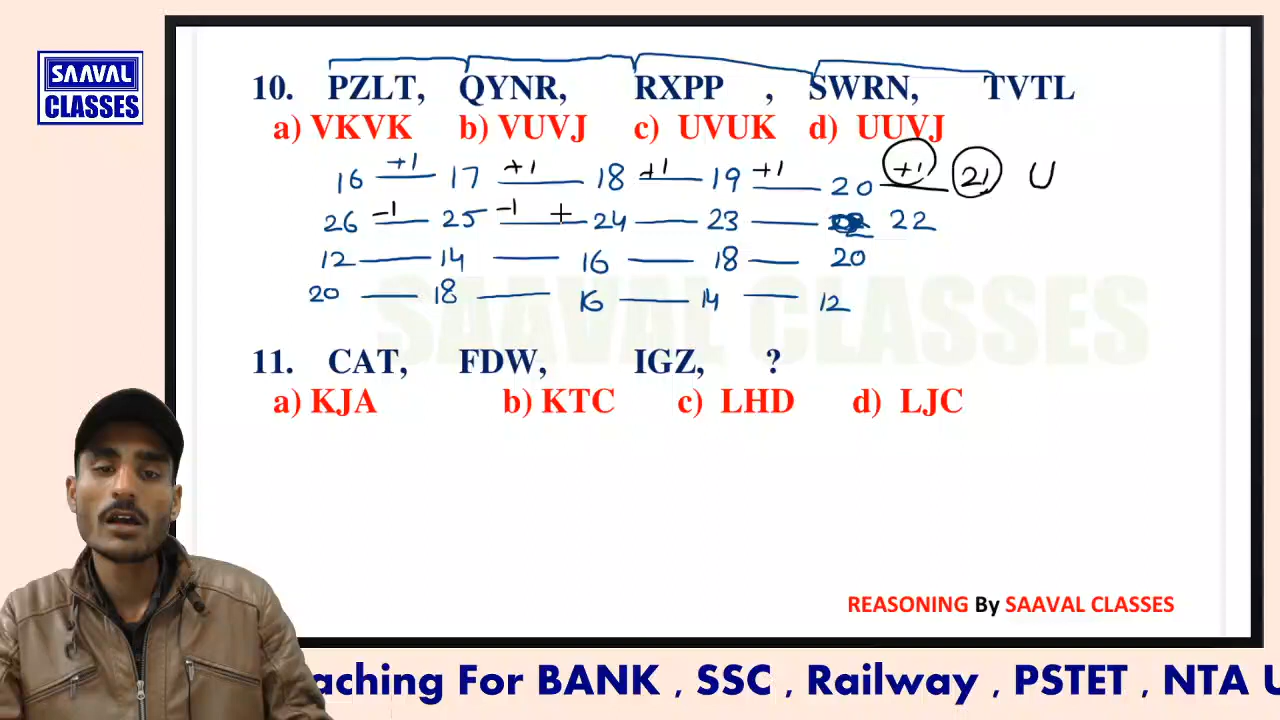 SAAVAL
CLASSES
10. PZLT, QYNR, RXPP , SWRN, TVTL
a) VKVK b) VUVJ c) UVUK d) UUVJ
16 +1 17 +1 18 +1 19 +1 20 +1 21 U
26 -1 25 -1 + 24 23 22
12 14 16 18 20
20 18 16 14 12
SAAVAL CLASSES
11. CAT, FDW, IGZ, ?
a) KJA b) KTC c) LHD d) LJC
REASONING By SAAVAL CLASSES
aching For BANK , SSC , Railway , PSTET , NTA U